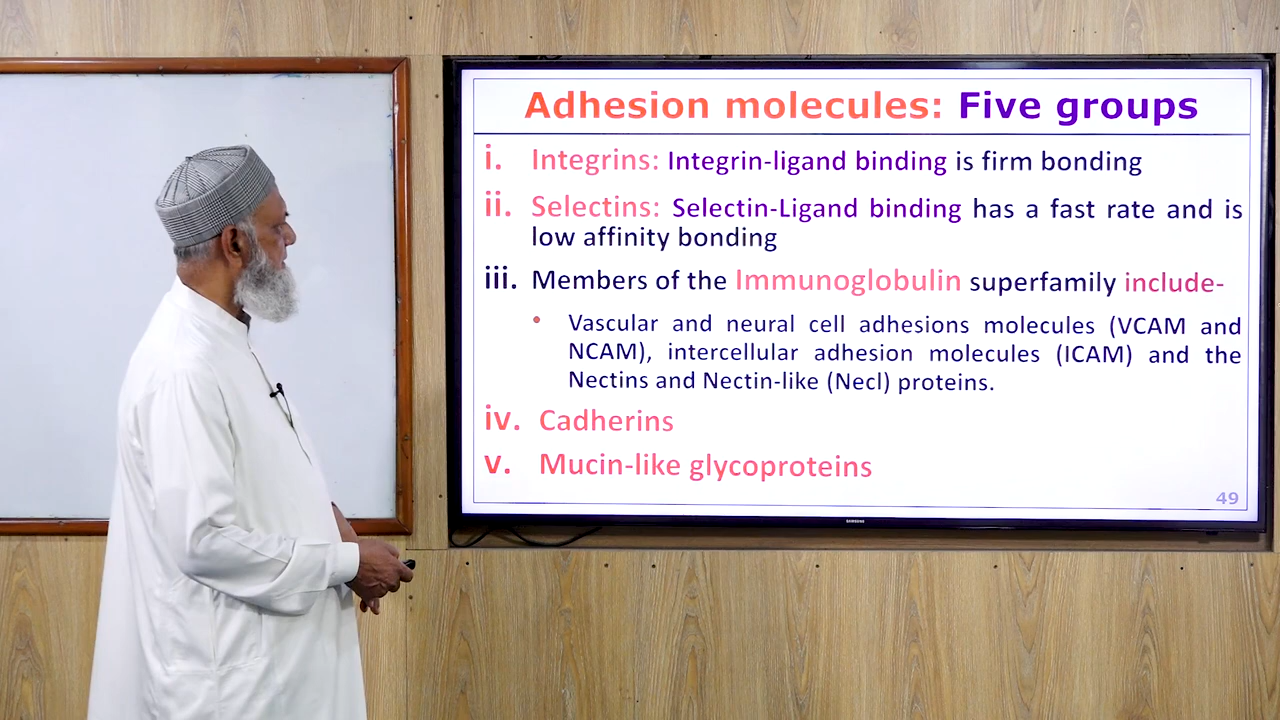 Adhesion molecules: Five groups
i. Integrins: Integrin-ligand binding is firm bonding
ii. Selectins: Selectin-Ligand binding has a fast rate and is
low affinity bonding
iii. Members of the Immunoglobulin superfamily include-
• Vascular and neural cell adhesions molecules (VCAM and
NCAM), intercellular adhesion molecules (ICAM) and the
Nectins and Nectin-like (Necl) proteins.
iv. Cadherins
v. Mucin-like glycoproteins
49
SAMSUNG